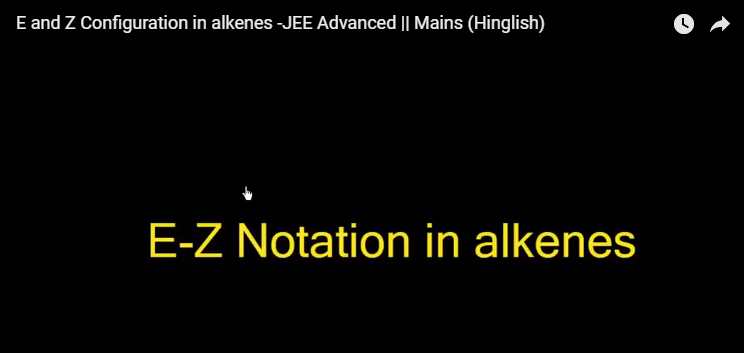 E and Z Configuration in alkenes -JEE Advanced || Mains (Hinglish)
E-Z Notation in alkenes